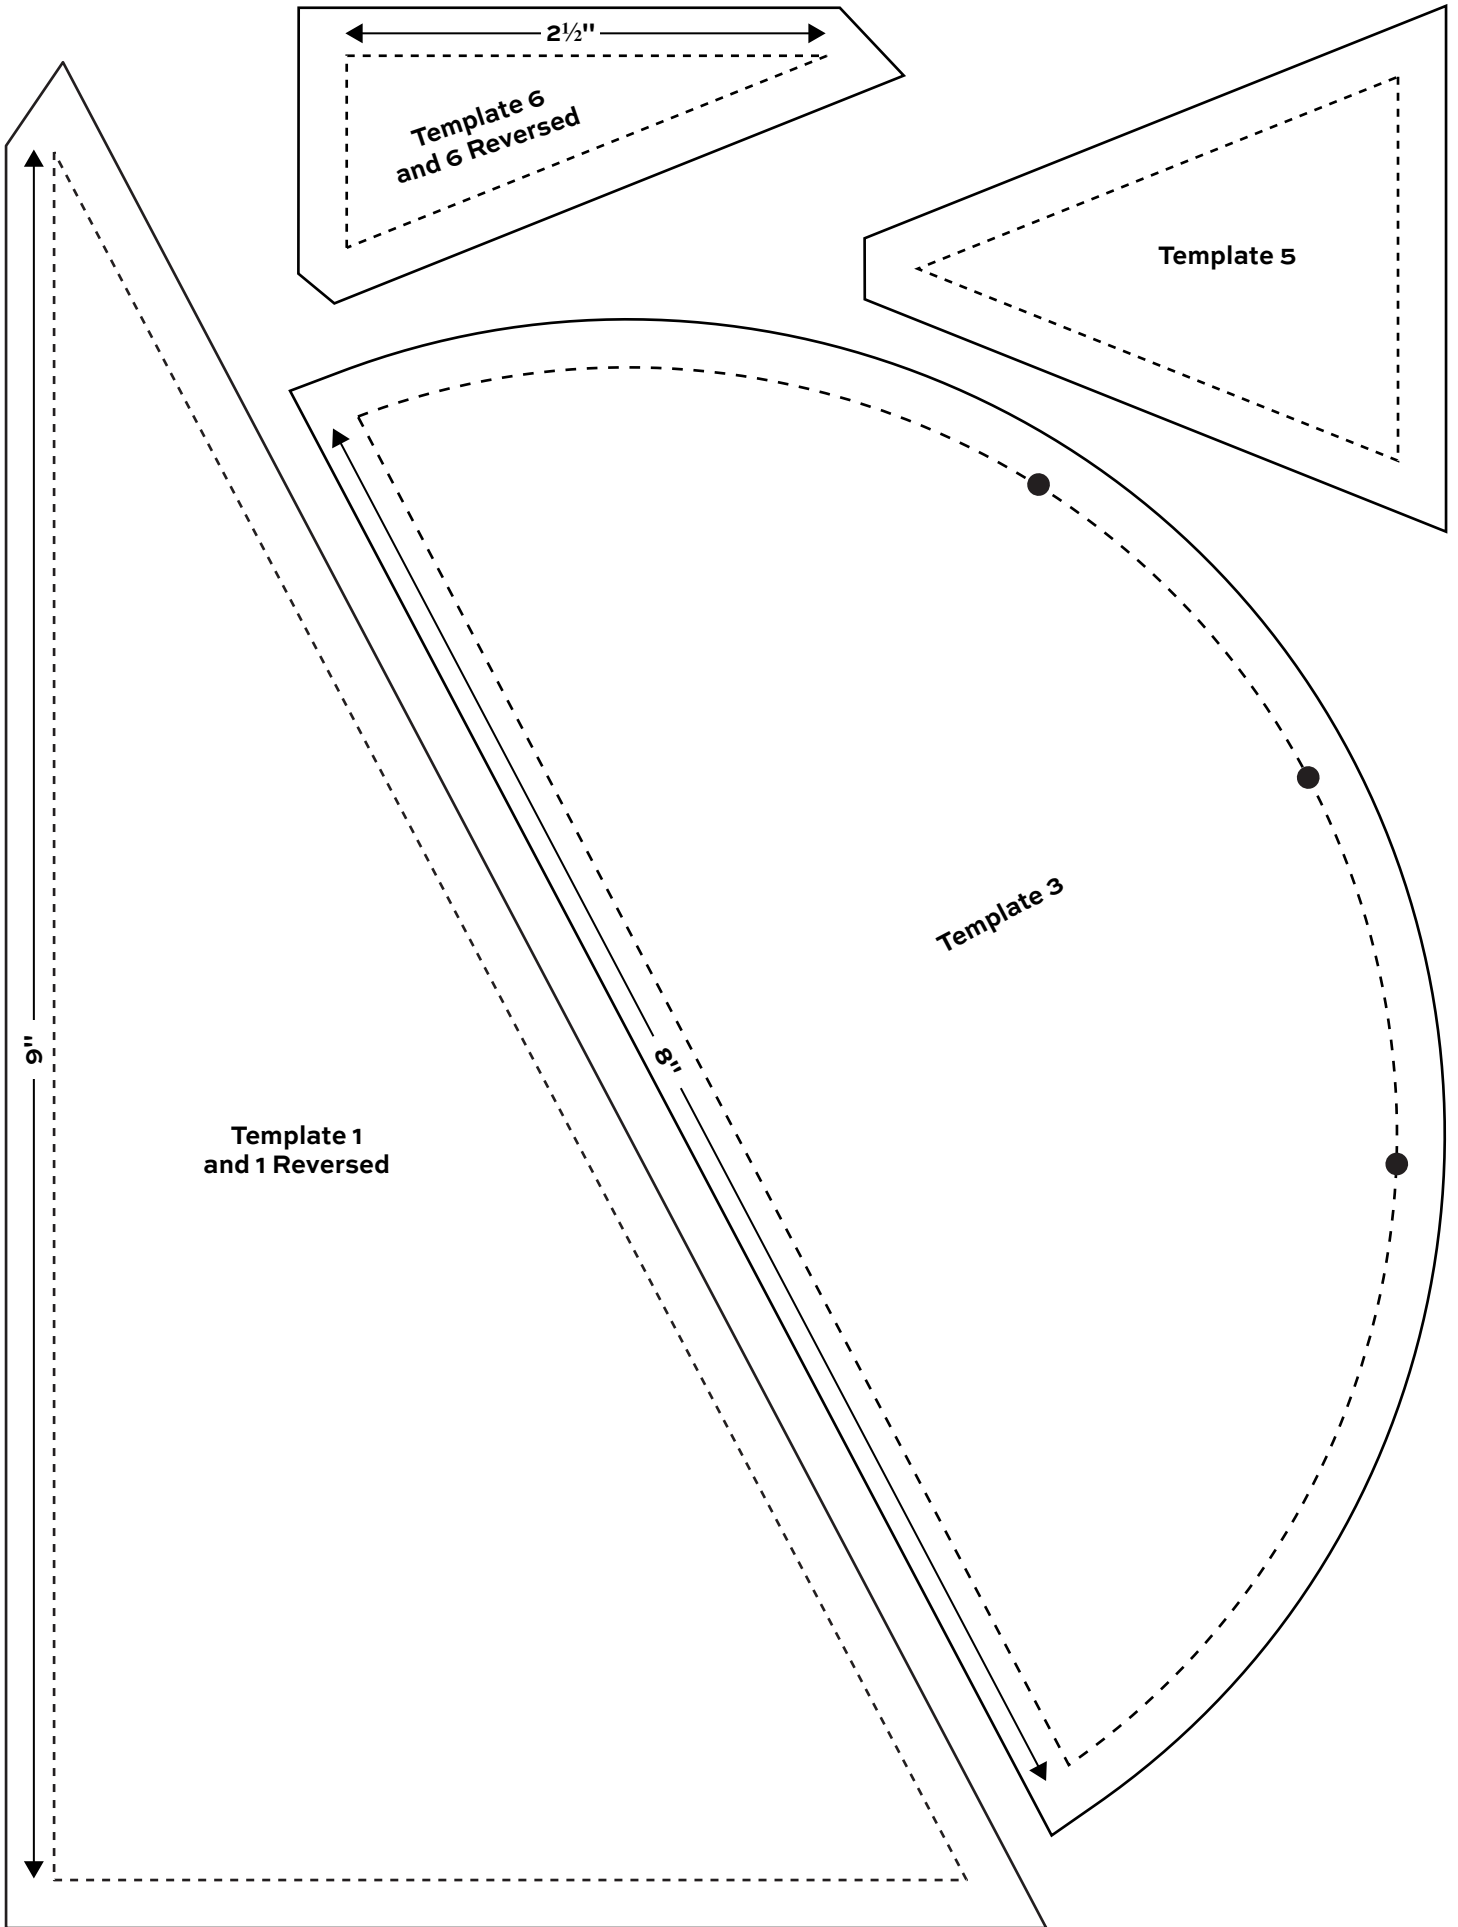 2½"
Template 6
and 6 Reversed
Template 5
Template 3
8"
9"
Template 1
and 1 Reversed